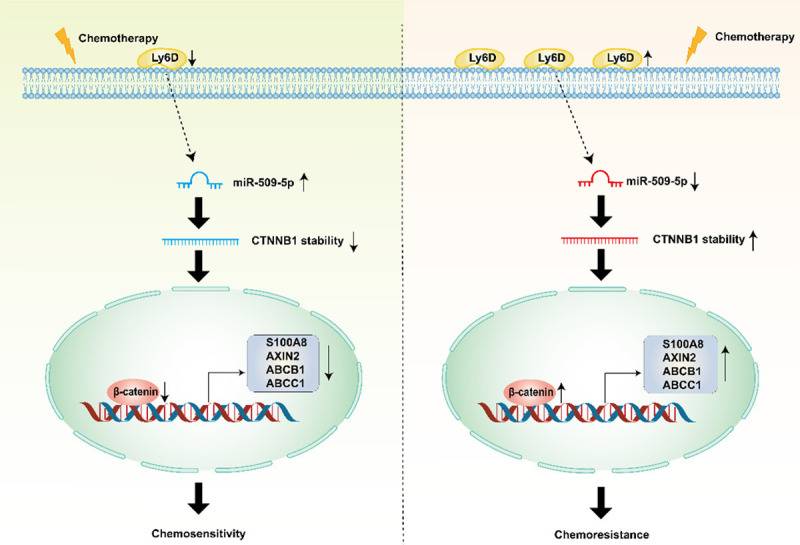 Chemotherapy
Ly6D ↓
miR-509-5p ↑
CTNNB1 stability ↓
S100A8
AXIN2
ABCB1
ABCC1
↓
β-catenin ↓
Chemosensitivity
Ly6D
Ly6D
Ly6D ↑
Chemotherapy
miR-509-5p ↓
CTNNB1 stability ↑
S100A8
AXIN2
ABCB1
ABCC1
↑
β-catenin ↑
Chemoresistance